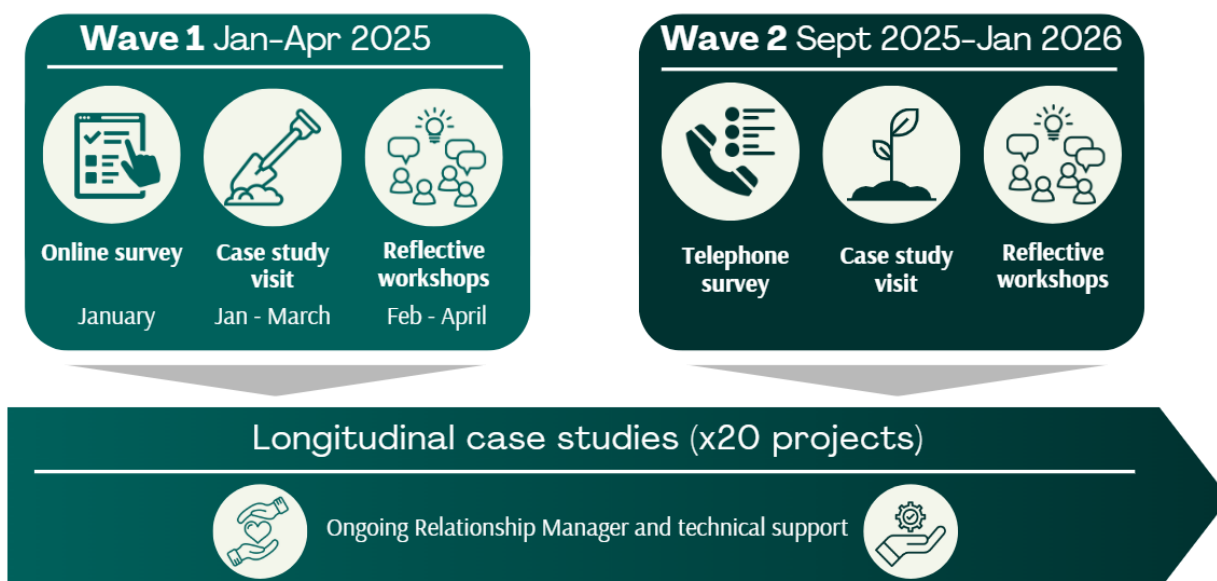 Wave 1 Jan-Apr 2025
Online survey
January
Case study
visit
Jan - March
Reflective
workshops
Feb - April
Wave 2 Sept 2025-Jan 2026
Telephone
survey
Case study
visit
Reflective
workshops
Longitudinal case studies (x20 projects)
Ongoing Relationship Manager and technical support